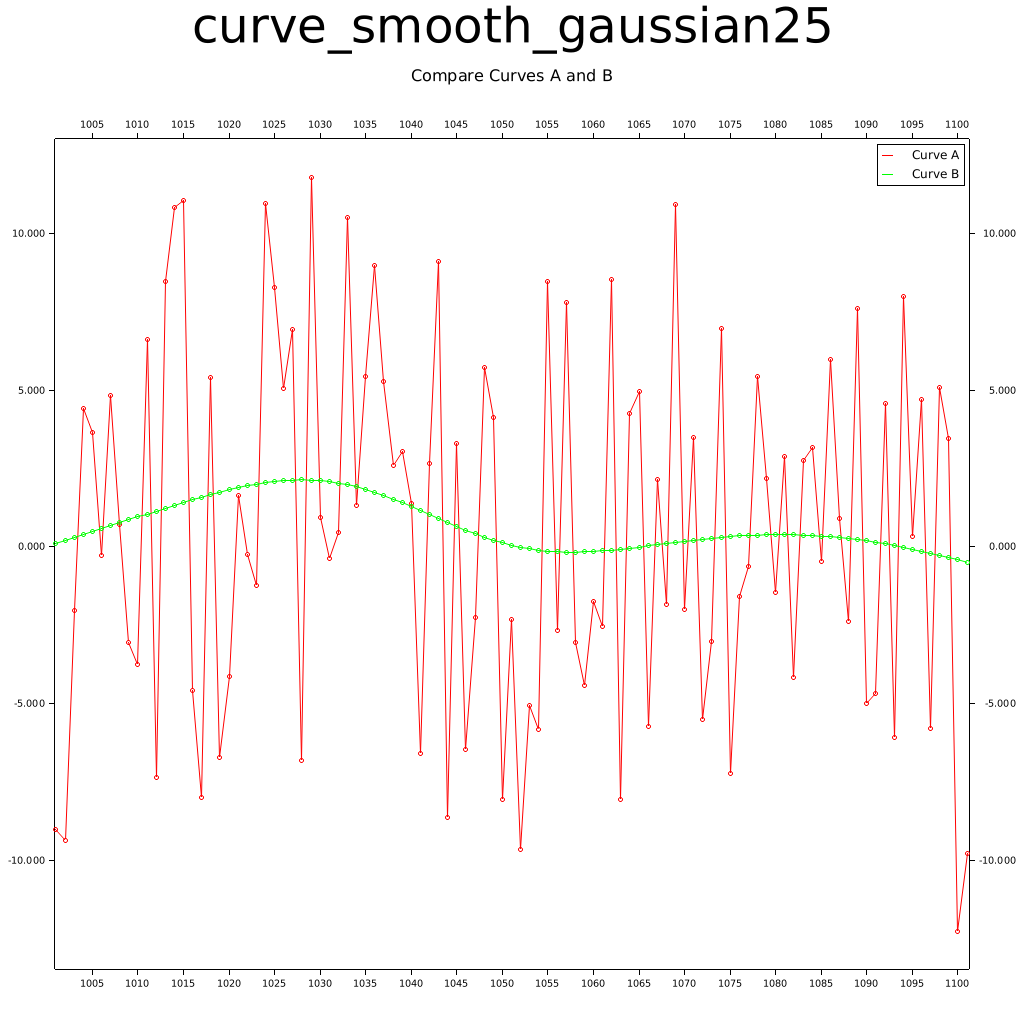 curve_smooth_gaussian25
Compare Curves A and B
1005 1010 1015 1020 1025 1030 1035 1040 1045 1050 1055 1060 1065 1070 1075 1080 1085 1090 1095 1100
Curve A
Curve B
10.000 10.000
5.000 5.000
0.000 0.000
-5.000 -5.000
-10.000 -10.000
1005 1010 1015 1020 1025 1030 1035 1040 1045 1050 1055 1060 1065 1070 1075 1080 1085 1090 1095 1100